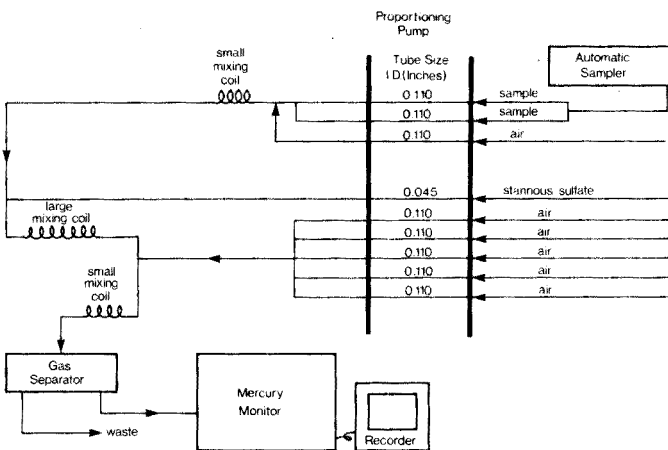 Proportioning
Pump
small
mixing
coil
Tube Size
I.D.(Inches)
Automatic
Sampler
0.110
sample
0.110
sample
0.110
air
0.045
stannous sulfate
large
mixing coil
0.110
air
0.110
air
0.110
air
0.110
air
0.110
air
small
mixing
coil
Gas
Separator
Mercury
Monitor
waste
Recorder